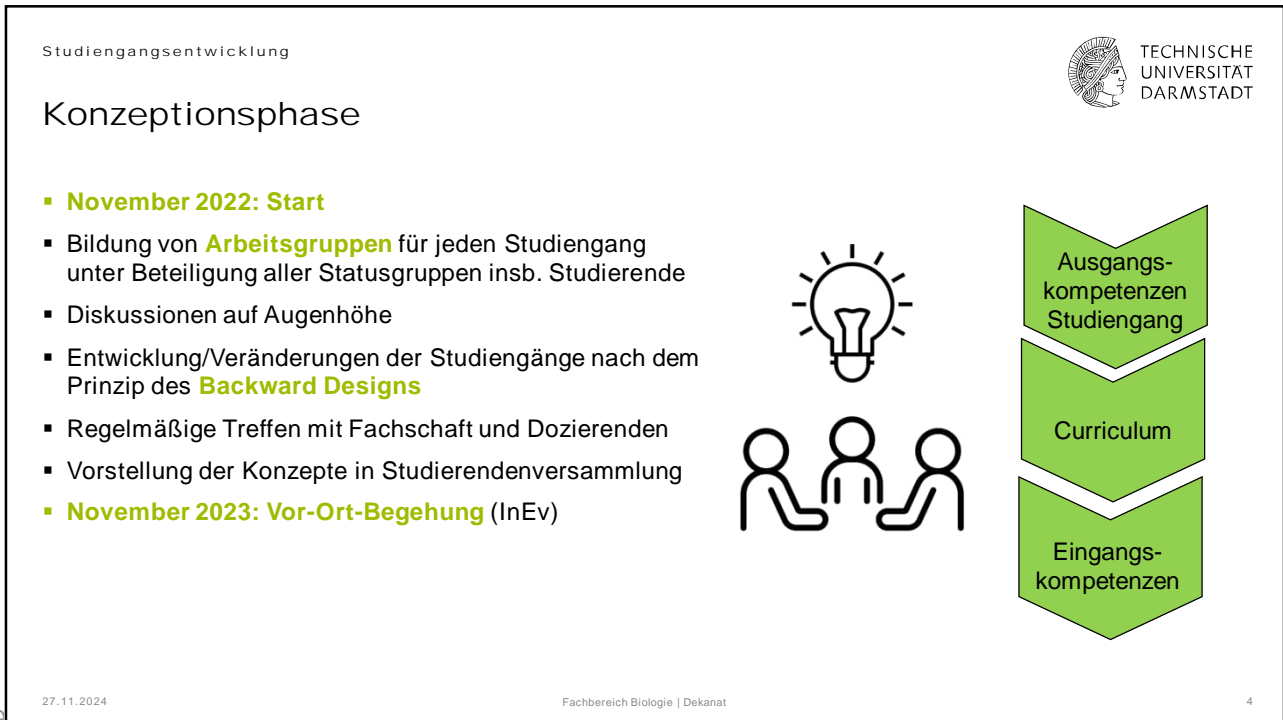 Studiengangsentwicklung
TECHNISCHE
UNIVERSITÄT
DARMSTADT
Konzeptionsphase
▪ November 2022: Start
▪ Bildung von Arbeitsgruppen für jeden Studiengang
unter Beteiligung aller Statusgruppen insb. Studierende
▪ Diskussionen auf Augenhöhe
▪ Entwicklung/Veränderungen der Studiengänge nach dem
Prinzip des Backward Designs
▪ Regelmäßige Treffen mit Fachschaft und Dozierenden
▪ Vorstellung der Konzepte in Studierendenversammlung
▪ November 2023: Vor-Ort-Begehung (InEv)
Ausgangs-
kompetenzen
Studiengang
Curriculum
Eingangs-
kompetenzen
27.11.2024
Fachbereich Biologie | Dekanat
4